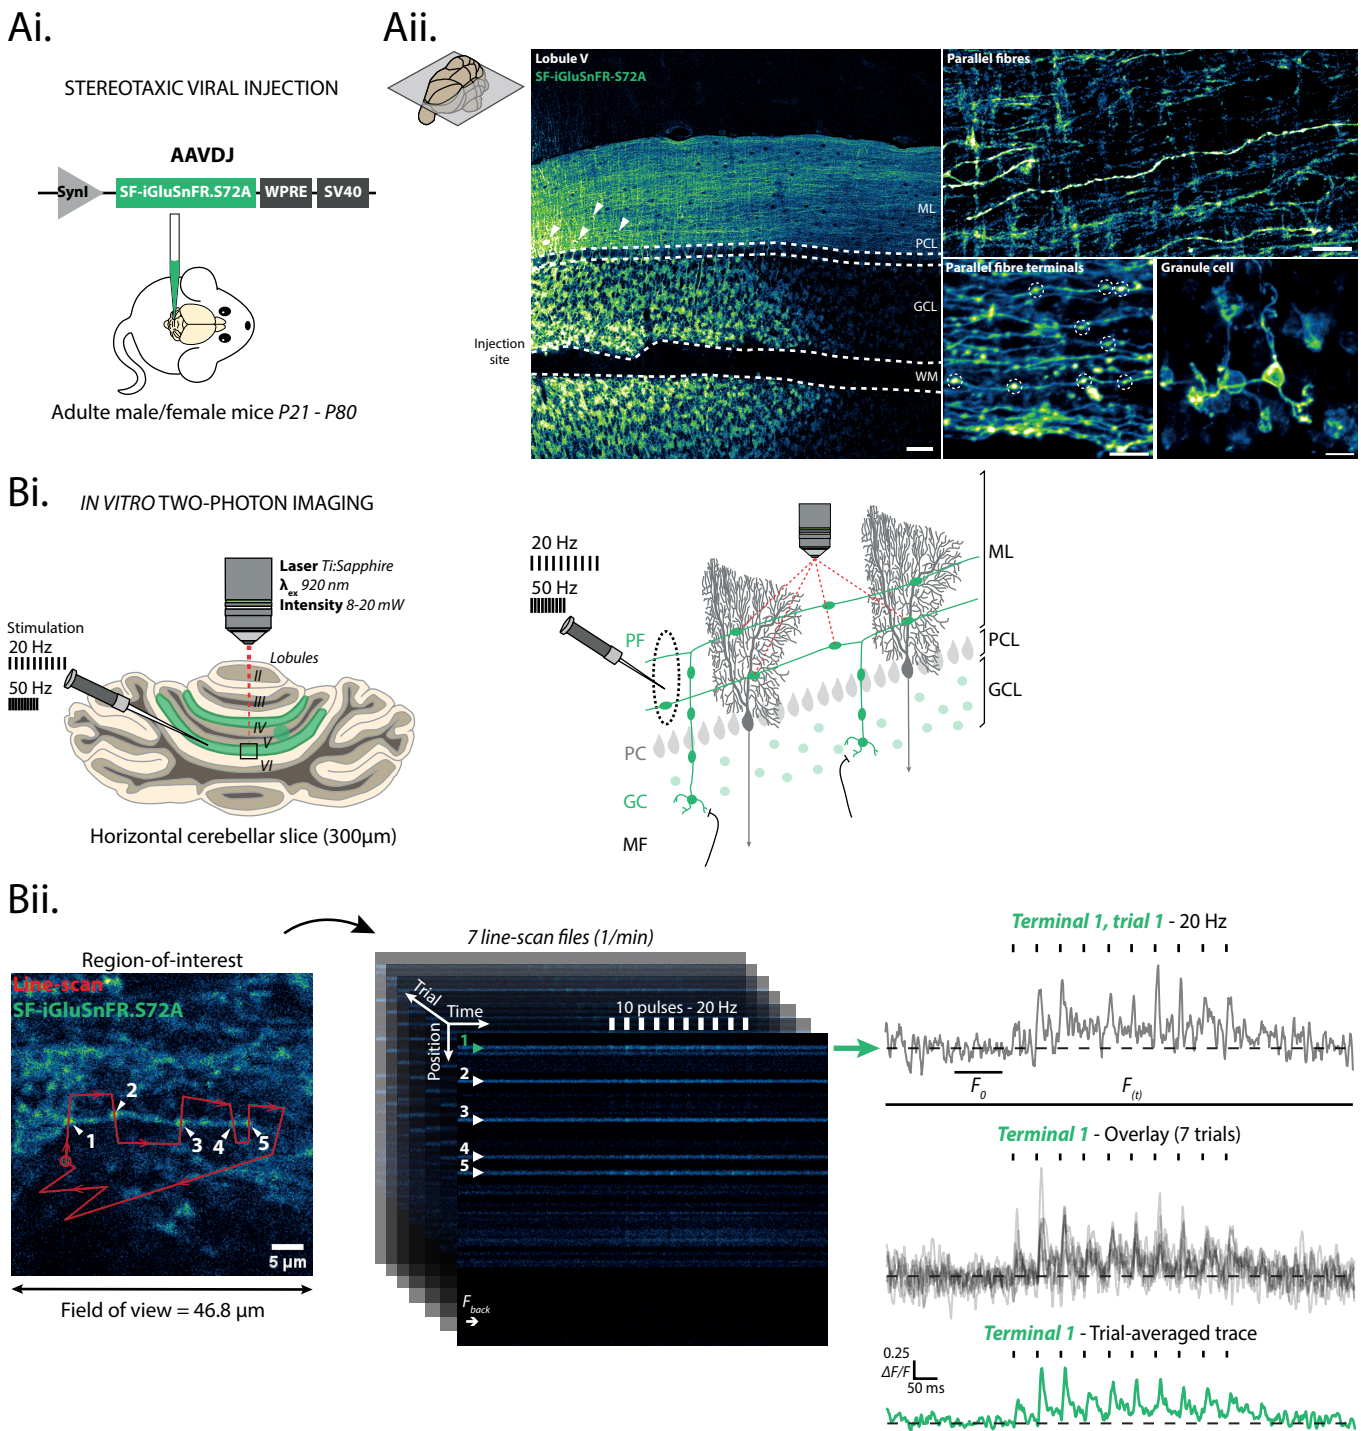 Ai.
STEREOTAXIC VIRAL INJECTION
AAVDJ
SynI
SF-iGluSnFR.S72A
WPRE
SV40
Adulte male/female mice P21 - P80
Aii.
Lobule V
SF-iGluSnFR-S72A
ML
PCL
GCL
WM
Injection
site
Parallel fibres
Parallel fibre terminals
Granule cell
Bi.
IN VITRO TWO-PHOTON IMAGING
Laser Ti:Sapphire
λex 920 nm
Intensity 8-20 mW
Stimulation
20 Hz
50 Hz
Lobules
II
III
IV
V
VI
Horizontal cerebellar slice (300µm)
20 Hz
50 Hz
PF
PC
GC
MF
ML
PCL
GCL
Bii.
Region-of-interest
Line-scan
SF-iGluSnFR.S72A
1
2
3
4
5
5 µm
Field of view = 46.8 µm
7 line-scan files (1/min)
Trial
Time
Position
10 pulses - 20 Hz
1
2
3
4
5
Fback
Terminal 1, trial 1 - 20 Hz
F0
F(t)
Terminal 1 - Overlay (7 trials)
Terminal 1 - Trial-averaged trace
0.25
ΔF/F
50 ms